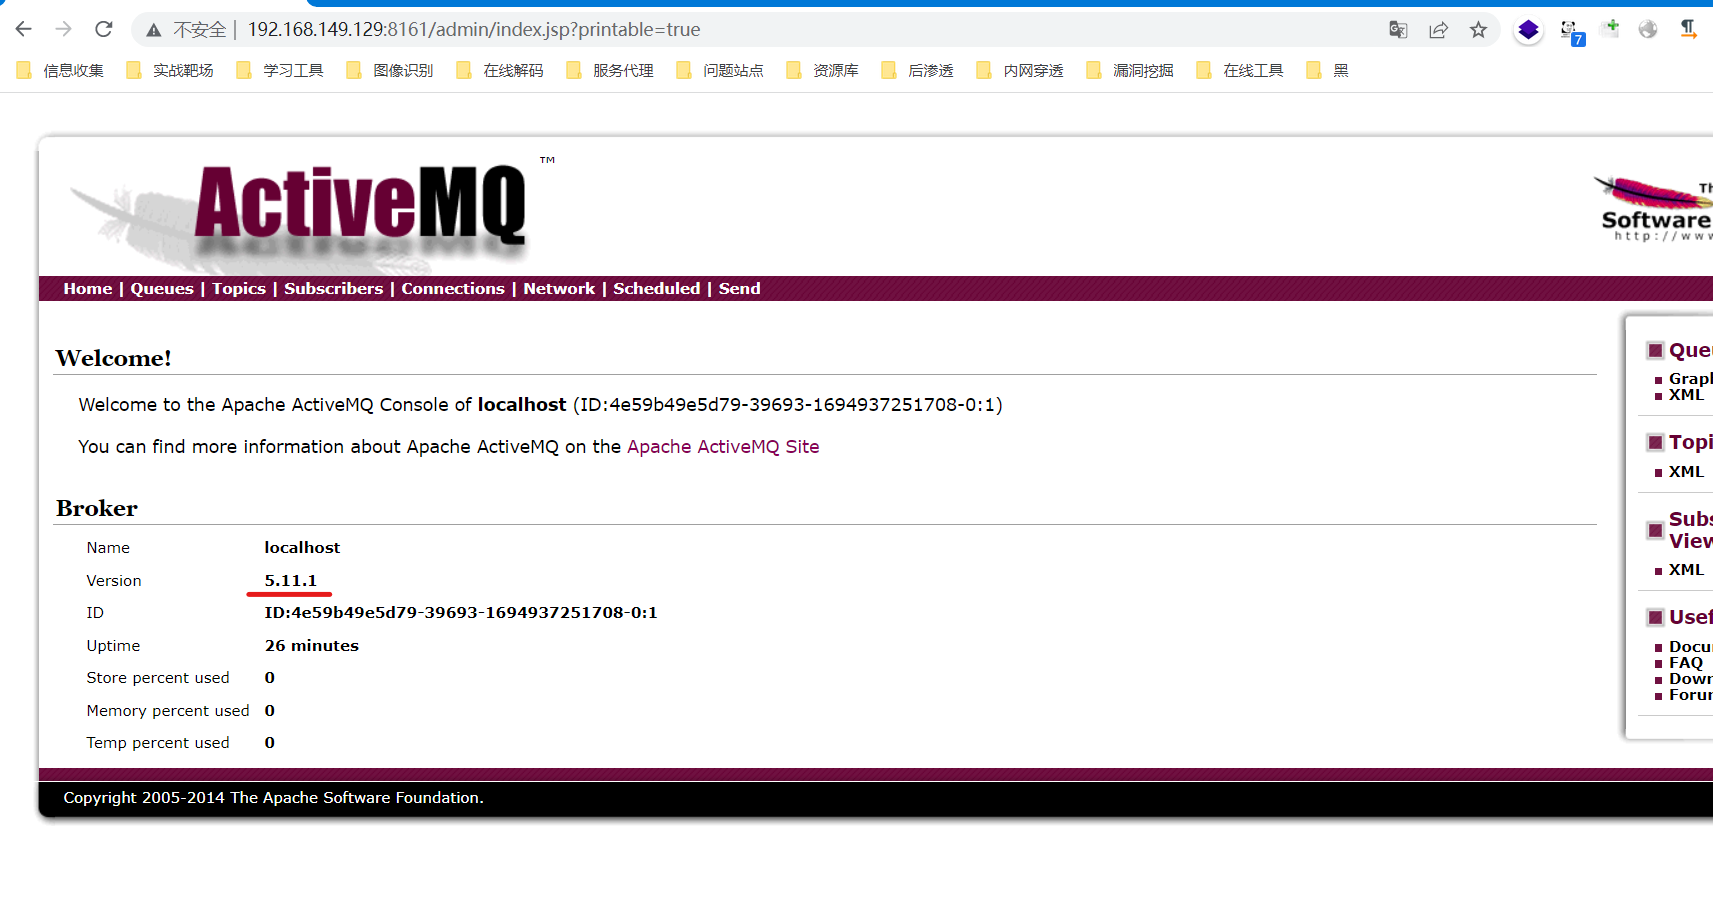 不安全 | 192.168.149.129:8161/admin/index.jsp?printable=true
7
信息收集 实战靶场 学习工具 图像识别 在线解码 服务代理 问题站点 资源库 后渗透 内网穿透 漏洞挖掘 在线工具 黑
ActiveMQ TM
Th
Software
http://www
Home | Queues | Topics | Subscribers | Connections | Network | Scheduled | Send
Welcome!
Welcome to the Apache ActiveMQ Console of localhost (ID:4e59b49e5d79-39693-1694937251708-0:1)
You can find more information about Apache ActiveMQ on the Apache ActiveMQ Site
Broker
Name localhost
Version 5.11.1
ID ID:4e59b49e5d79-39693-1694937251708-0:1
Uptime 26 minutes
Store percent used 0
Memory percent used 0
Temp percent used 0
Queu
Graph
XML
Topi
XML
Subs
View
XML
Usef
Docu
FAQ
Down
Forum
Copyright 2005-2014 The Apache Software Foundation.